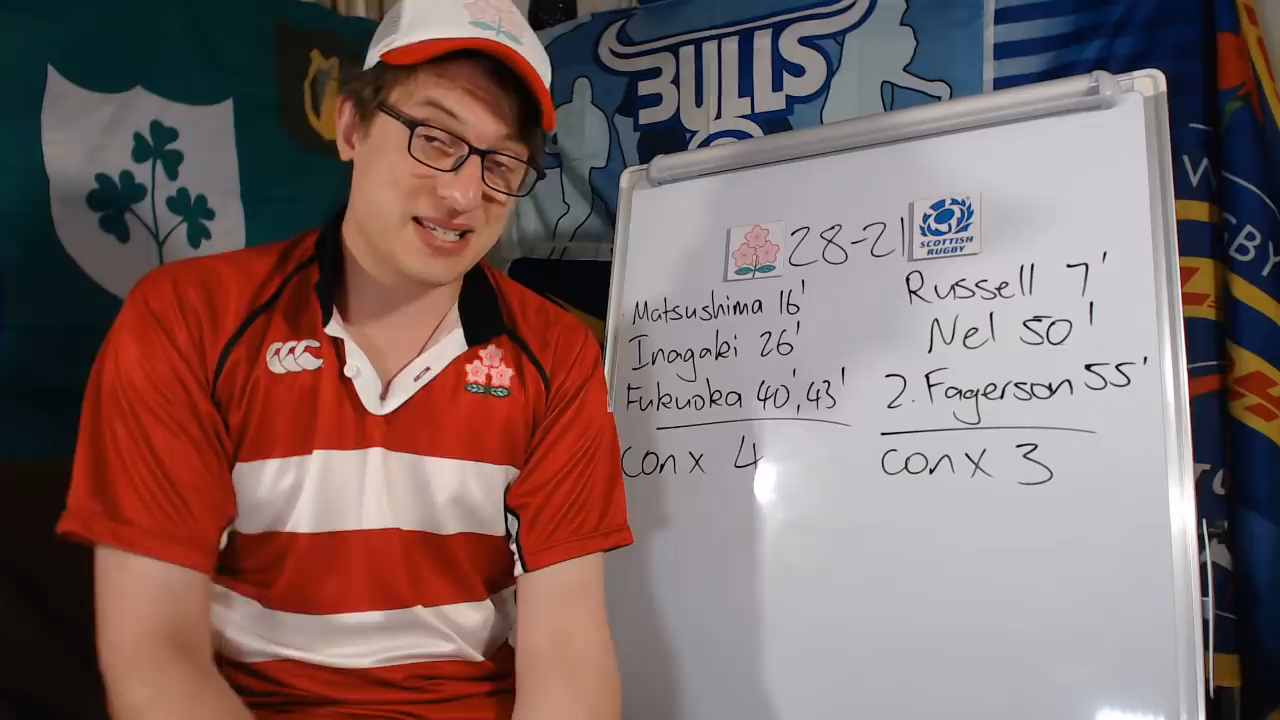 BULLS
28-21
SCOTTISH
RUGBY
Matsushima 16'
Inagaki 26'
Fukuoka 40', 43'
con x 4
Russell 7'
Nel 50'
Z. Fagerson 55'
con x 3
CCC